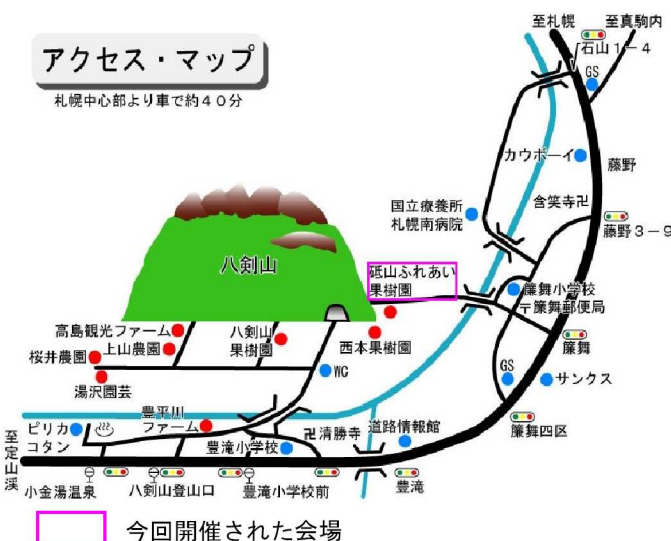 アクセス・マップ
札幌中心部より車で約40分
至札幌
至真駒内
石山1-4
GS
カウボーイ
藤野
国立療養所
札幌南病院
含笑寺卍
藤野3-9
八剣山
砥山ふれあい
果樹園
簾舞小学校
〒簾舞郵便局
高島観光ファーム
上山農園
八剣山
果樹園
西本果樹園
簾舞
桜井農園
WC
GS
サンクス
湯沢園芸
豊平川
ファーム
ピリカ
コタン
卍清勝寺
道路情報館
簾舞四区
豊滝小学校
至定山渓
小金湯温泉
八剣山登山口
豊滝小学校前
豊滝
今回開催された会場